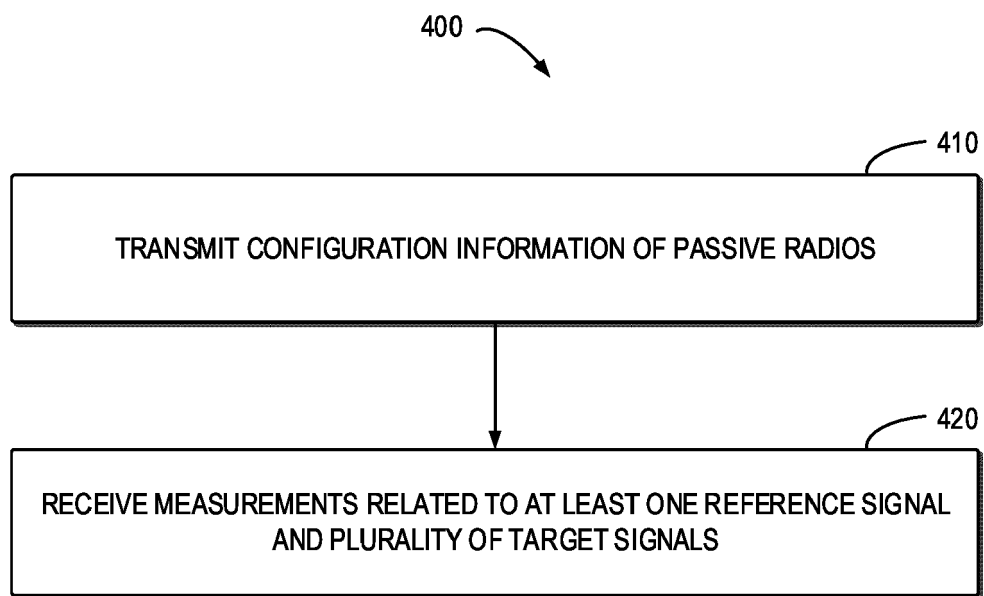 400
410
TRANSMIT CONFIGURATION INFORMATION OF PASSIVE RADIOS
420
RECEIVE MEASUREMENTS RELATED TO AT LEAST ONE REFERENCE SIGNAL
AND PLURALITY OF TARGET SIGNALS